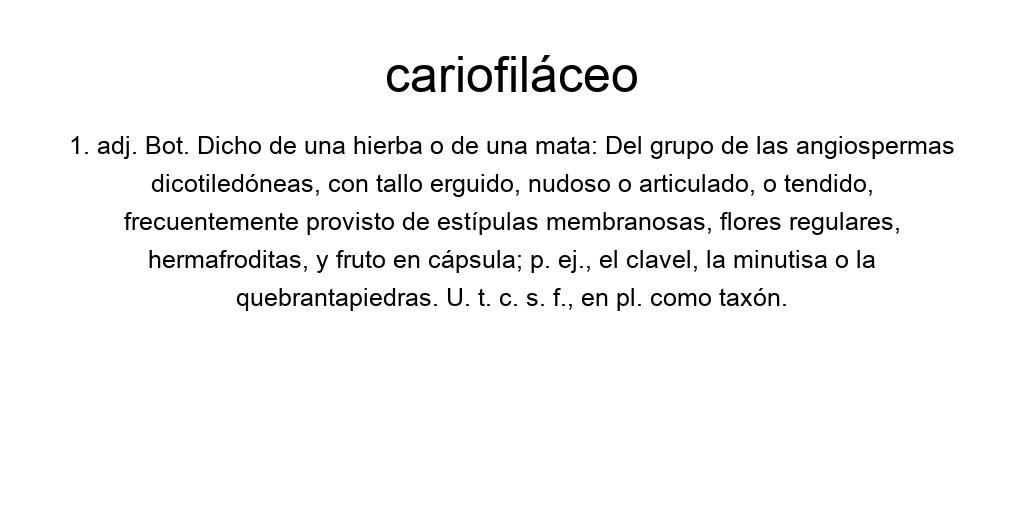 cariofiláceo
1. adj. Bot. Dicho de una hierba o de una mata: Del grupo de las angiospermas
dicotiledóneas, con tallo erguido, nudoso o articulado, o tendido,
frecuentemente provisto de estípulas membranosas, flores regulares,
hermafroditas, y fruto en cápsula; p. ej., el clavel, la minutisa o la
quebrantapiedras. U. t. c. s. f., en pl. como taxón.